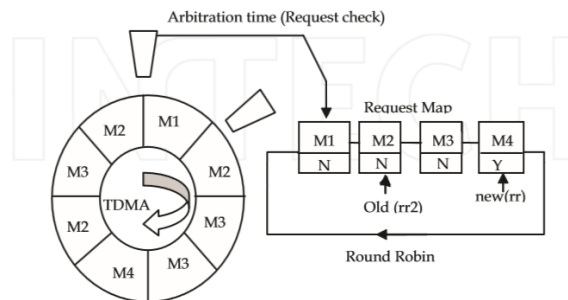 Arbitration time (Request check)
Request Map
M1 M2 M3 M4
N N N Y
Old (rr2)
new(rr)
Round Robin
M1
M2
M3
M3
M4
M2
M3
M2
TDMA
INTECH